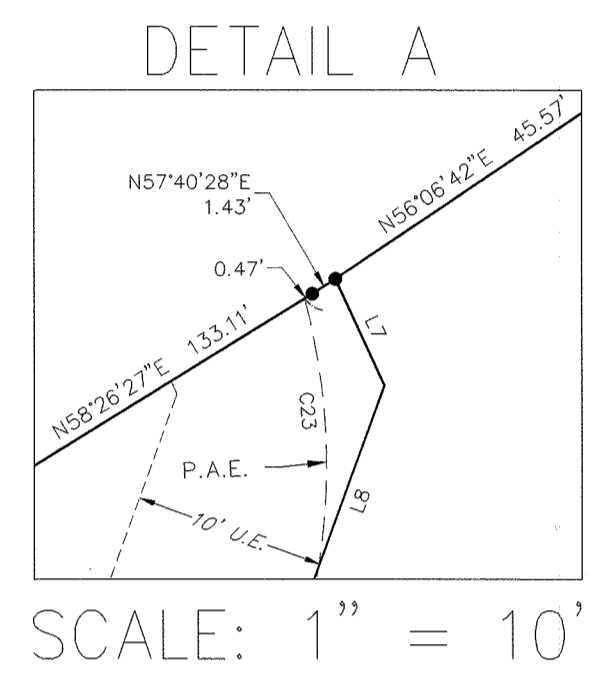 DETAIL A
N56°06'42"E 45.57'
N57°40'28"E
1.43'
0.47'
N58°26'27"E 133.11'
L7
C23
P.A.E.
L8
10' U.E.
SCALE: 1" = 10'